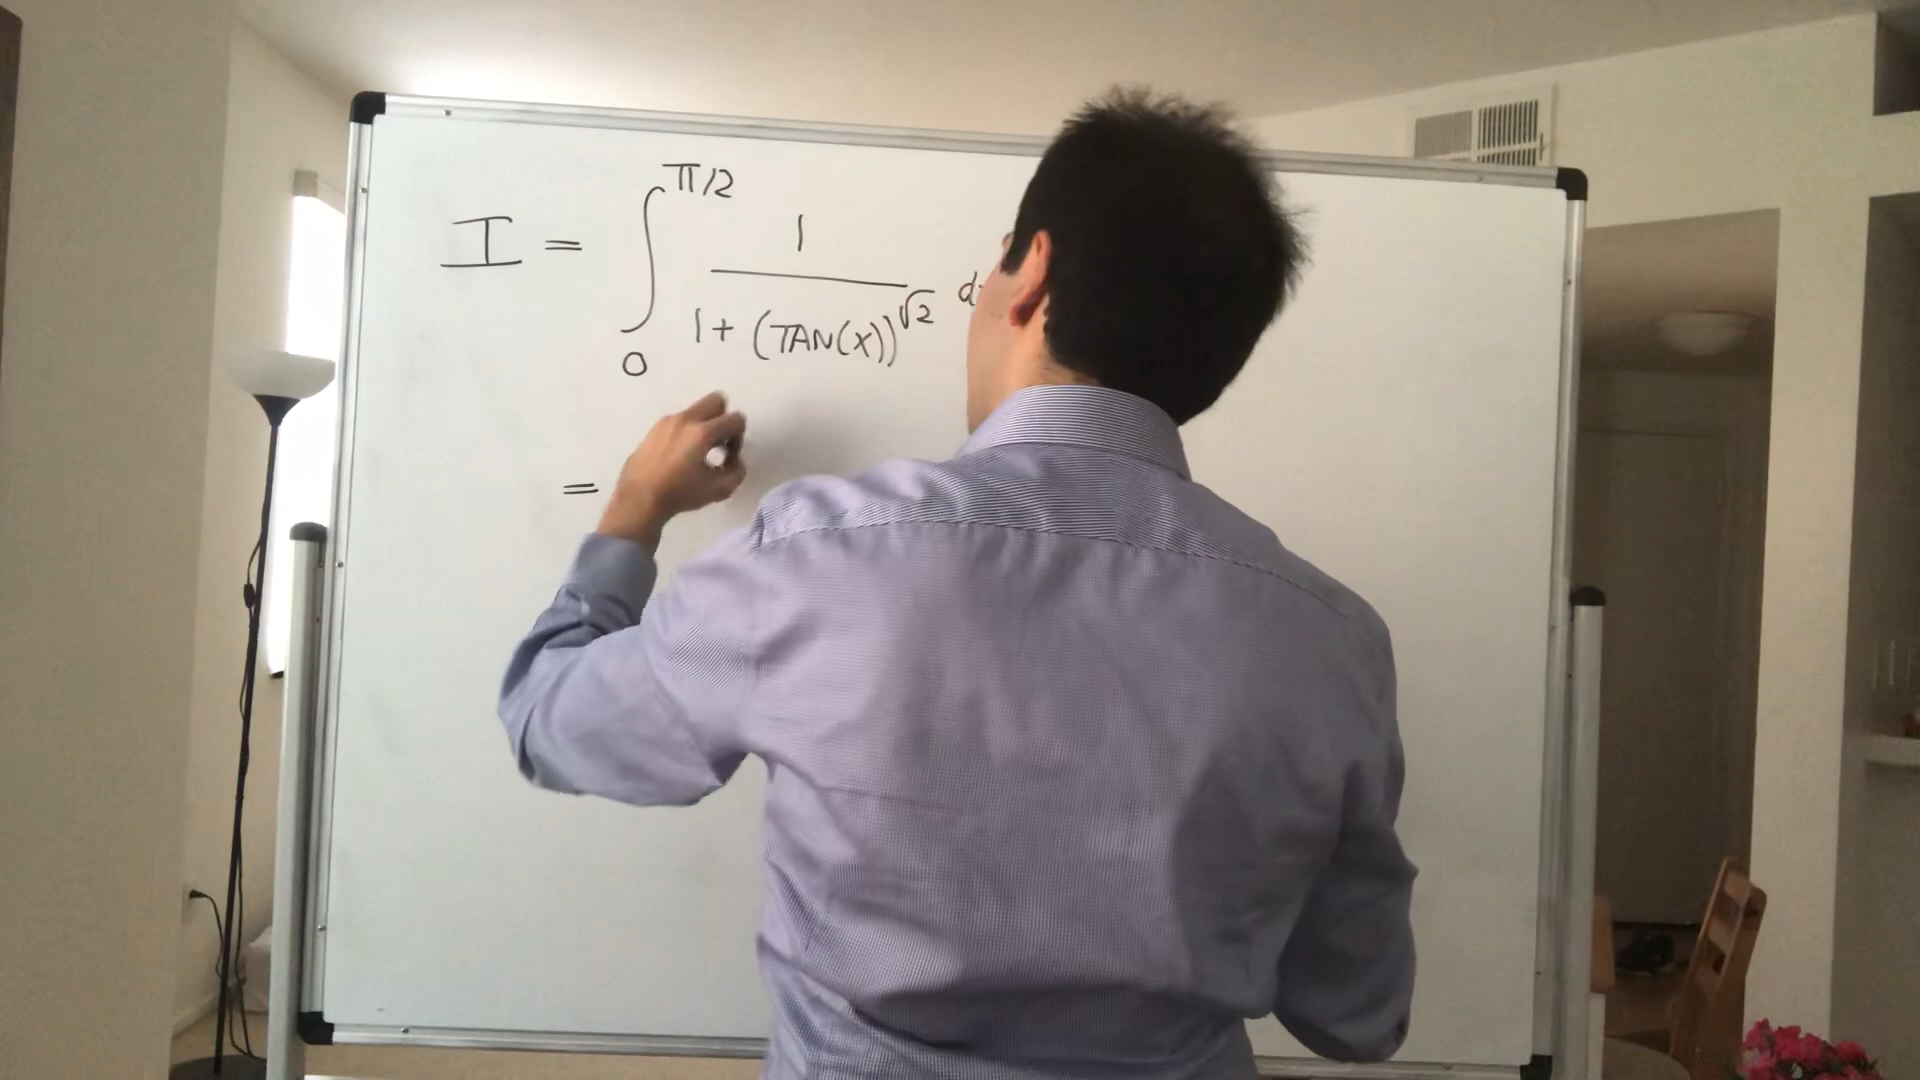 I = ∫₀^π/2 1 / 1 + (TAN(x))^√2 d
=